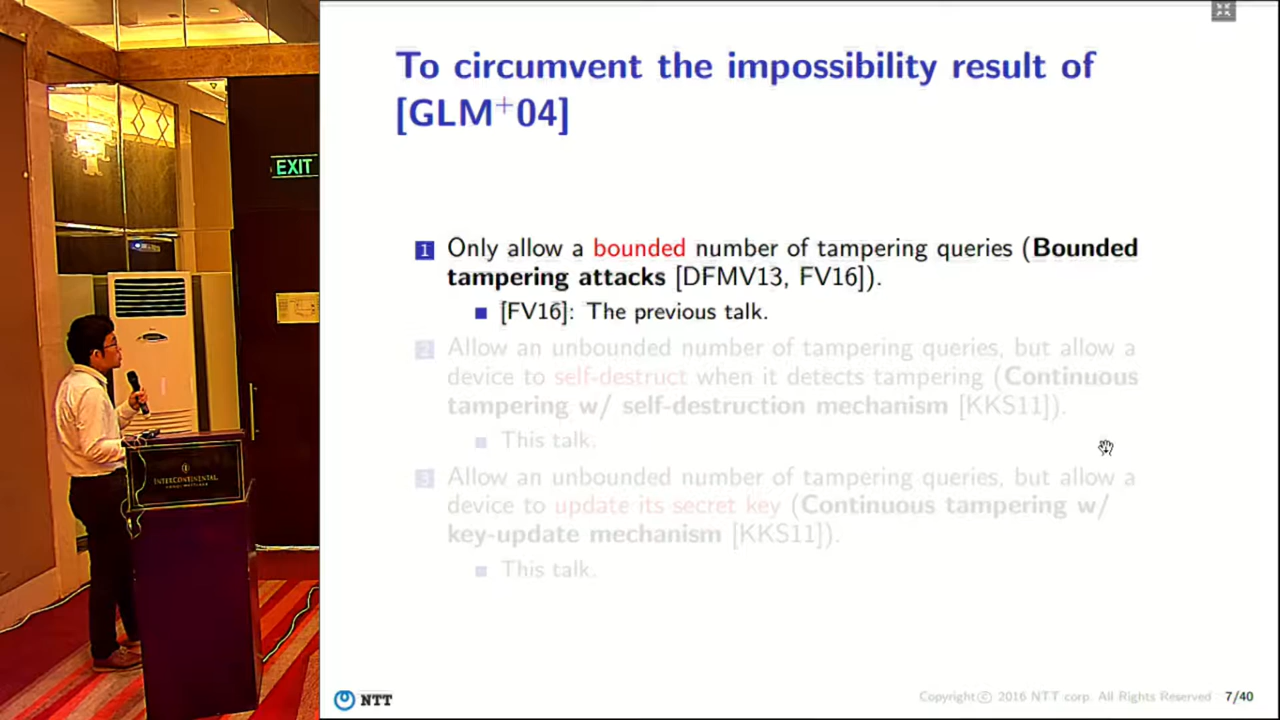 To circumvent the impossibility result of
[GLM+04]
EXIT
1 Only allow a bounded number of tampering queries (Bounded
tampering attacks [DFMV13, FV16]).
[FV16]: The previous talk.
2 Allow an unbounded number of tampering queries, but allow a
device to self-destruct when it detects tampering (Continuous
tampering w/ self-destruction mechanism [KKS11]).
This talk.
3 Allow an unbounded number of tampering queries, but allow a
device to update its secret key (Continuous tampering w/
key-update mechanism [KKS11]).
This talk.
INTERCONTINENTAL
NTT
Copyright© 2016 NTT corp. All Rights Reserved 7/40